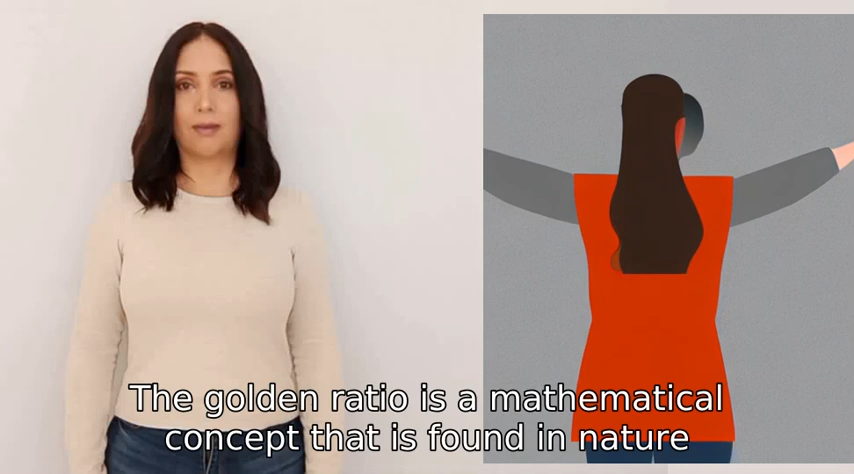 The golden ratio is a mathematical
concept that is found in nature